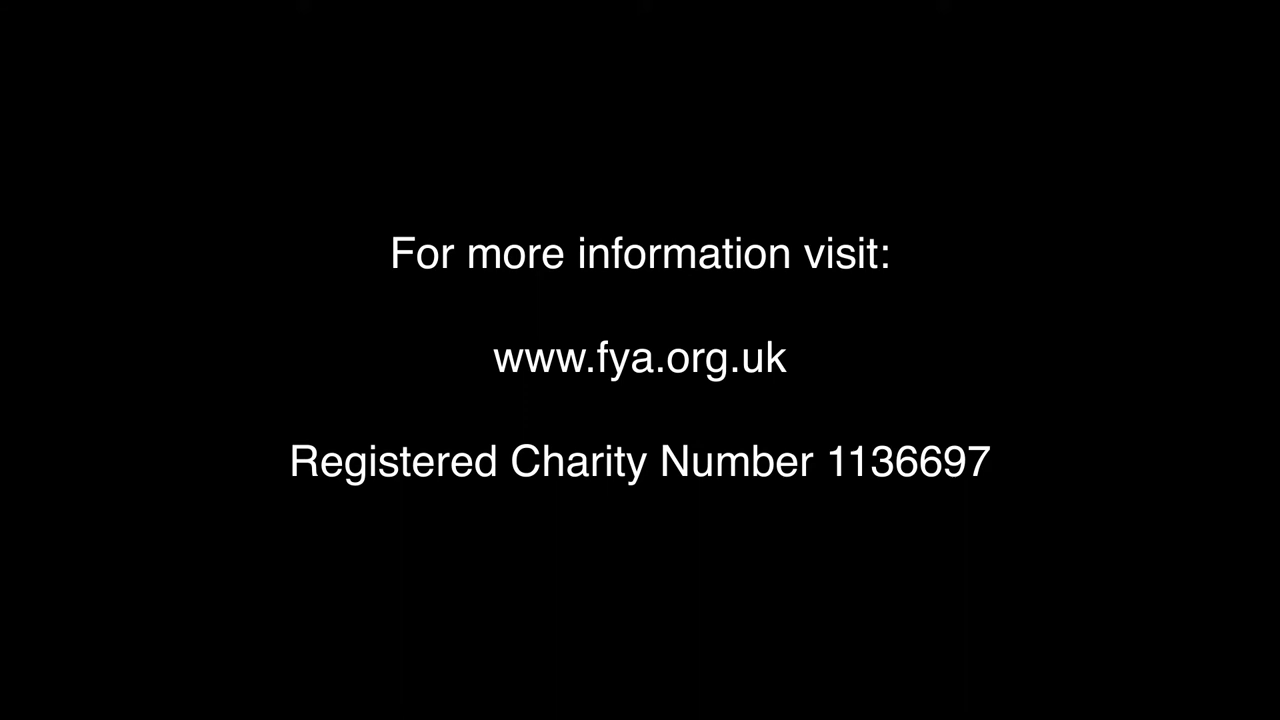 For more information visit:
www.fya.org.uk
Registered Charity Number 1136697